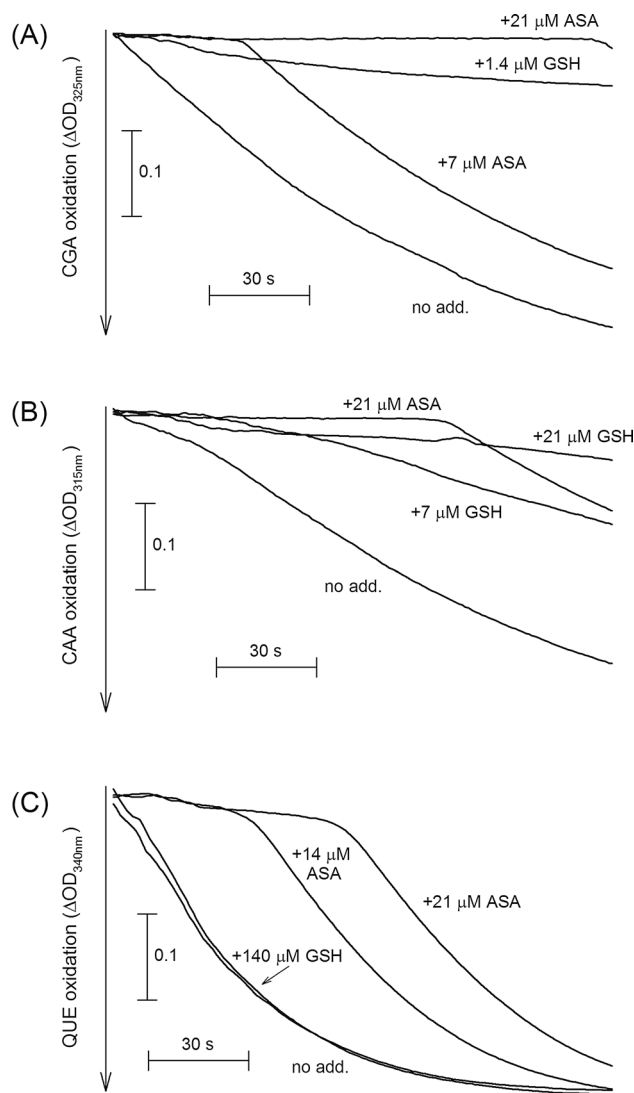 (A)
CGA oxidation (ΔOD325nm)
+21 μM ASA
+1.4 μM GSH
+7 μM ASA
0.1
30 s
no add.
(B)
CAA oxidation (ΔOD315nm)
+21 μM ASA
+21 μM GSH
+7 μM GSH
0.1
no add.
30 s
(C)
QUE oxidation (ΔOD340nm)
+14 μM
ASA
+21 μM ASA
+140 μM GSH
0.1
30 s
no add.